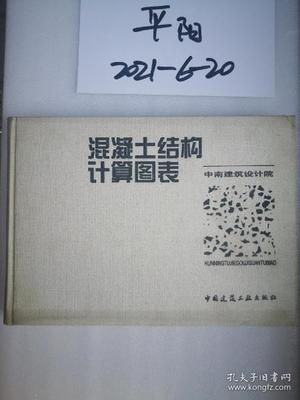 平阳
2021-6-20
混凝土结构
计算图表
中南建筑设计院
HUNNINGTUJIEGOUJISUANTUBIAO
中国建筑工业出版社
孔夫子旧书网
www.kongfz.com